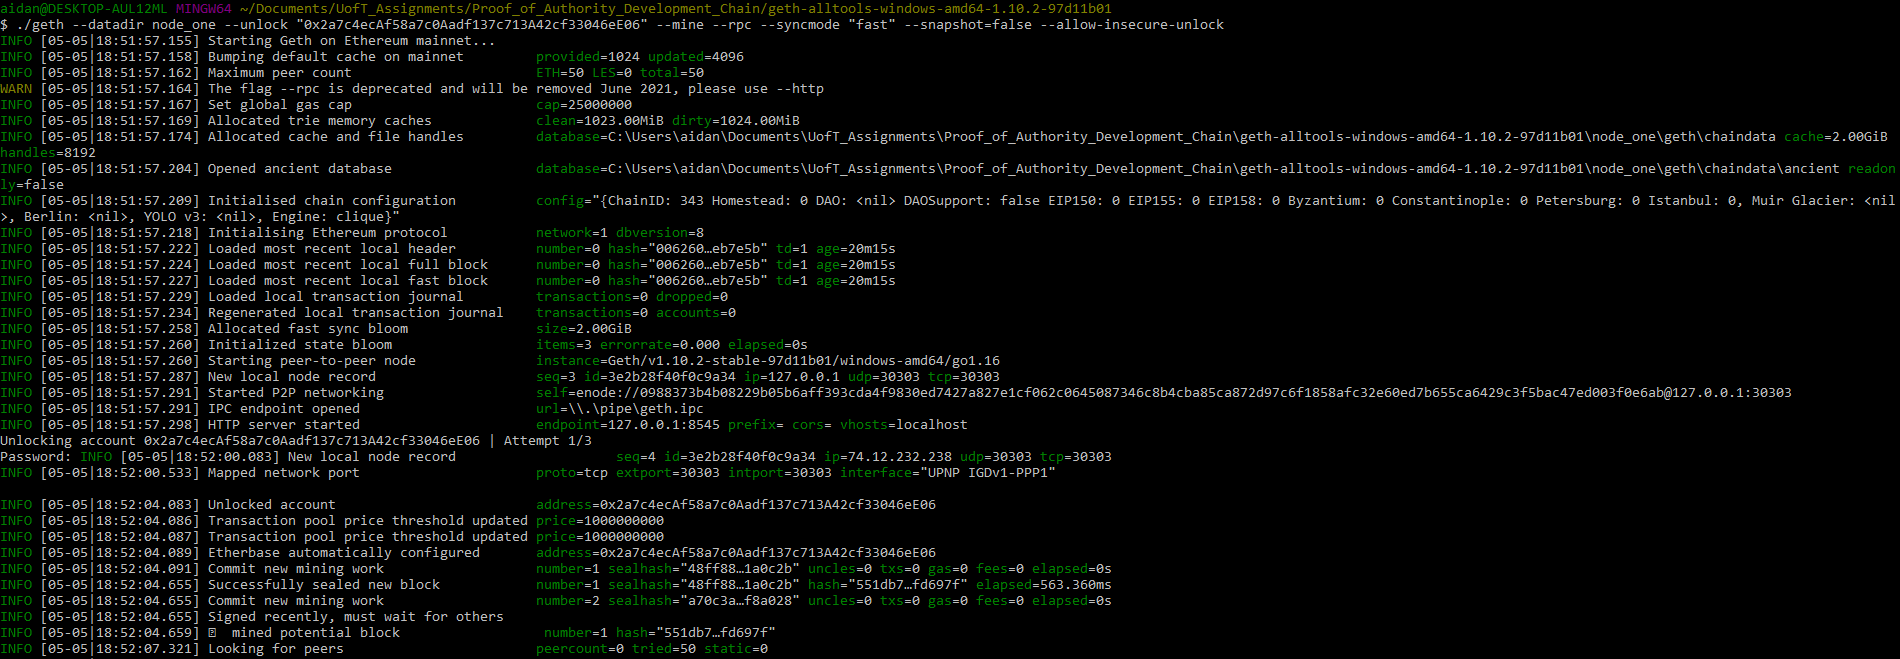 aidan@DESKTOP-AUL12ML MINGW64 ~/Documents/UofT_Assignments/Proof_of_Authority_Development_Chain/geth-alltools-windows-amd64-1.10.2-97d11b01
$ ./geth --datadir node_one --unlock "0x2a7c4ecAf58a7c0Aadf137c713A42cf33046eE06" --mine --rpc --syncmode "fast" --snapshot=false --allow-insecure-unlock
INFO [05-05|18:51:57.155] Starting Geth on Ethereum mainnet...
INFO [05-05|18:51:57.158] Bumping default cache on mainnet         provided=1024 updated=4096
INFO [05-05|18:51:57.162] Maximum peer count                       ETH=50 LES=0 total=50
WARN [05-05|18:51:57.164] The flag --rpc is deprecated and will be removed June 2021, please use --http
INFO [05-05|18:51:57.167] Set global gas cap                       cap=25000000
INFO [05-05|18:51:57.169] Allocated trie memory caches             clean=1023.00MiB dirty=1024.00MiB
INFO [05-05|18:51:57.174] Allocated cache and file handles         database=C:\Users\aidan\Documents\UofT_Assignments\Proof_of_Authority_Development_Chain\geth-alltools-windows-amd64-1.10.2-97d11b01\node_one\geth\chaindata cache=2.00GiB
handles=8192
INFO [05-05|18:51:57.204] Opened ancient database                  database=C:\Users\aidan\Documents\UofT_Assignments\Proof_of_Authority_Development_Chain\geth-alltools-windows-amd64-1.10.2-97d11b01\node_one\geth\chaindata\ancient readon
ly=false
INFO [05-05|18:51:57.209] Initialised chain configuration          config="{ChainID: 343 Homestead: 0 DAO: <nil> DAOSupport: false EIP150: 0 EIP155: 0 EIP158: 0 Byzantium: 0 Constantinople: 0 Petersburg: 0 Istanbul: 0, Muir Glacier: <nil
>, Berlin: <nil>, YOLO v3: <nil>, Engine: clique}"
INFO [05-05|18:51:57.218] Initialising Ethereum protocol           network=1 dbversion=8
INFO [05-05|18:51:57.222] Loaded most recent local header          number=0 hash="006260…eb7e5b" td=1 age=20m15s
INFO [05-05|18:51:57.224] Loaded most recent local full block      number=0 hash="006260…eb7e5b" td=1 age=20m15s
INFO [05-05|18:51:57.227] Loaded most recent local fast block      number=0 hash="006260…eb7e5b" td=1 age=20m15s
INFO [05-05|18:51:57.229] Loaded local transaction journal         transactions=0 dropped=0
INFO [05-05|18:51:57.234] Regenerated local transaction journal    transactions=0 accounts=0
INFO [05-05|18:51:57.258] Allocated fast sync bloom                size=2.00GiB
INFO [05-05|18:51:57.260] Initialized state bloom                  items=3 errorrate=0.000 elapsed=0s
INFO [05-05|18:51:57.260] Starting peer-to-peer node               instance=Geth/v1.10.2-stable-97d11b01/windows-amd64/go1.16
INFO [05-05|18:51:57.287] New local node record                    seq=3 id=3e2b28f40f0c9a34 ip=127.0.0.1 udp=30303 tcp=30303
INFO [05-05|18:51:57.291] Started P2P networking                   self=enode://0988373b4b08229b05b6aff393cda4f9830ed7427a827e1cf062c0645087346c8b4cba85ca872d97c6f1858afc32e60ed7b655ca6429c3f5bac47ed003f0e6ab@127.0.0.1:30303
INFO [05-05|18:51:57.291] IPC endpoint opened                      url=\\.\pipe\geth.ipc
INFO [05-05|18:51:57.298] HTTP server started                      endpoint=127.0.0.1:8545 prefix= cors= vhosts=localhost
Unlocking account 0x2a7c4ecAf58a7c0Aadf137c713A42cf33046eE06 | Attempt 1/3
Password: INFO [05-05|18:52:00.083] New local node record                    seq=4 id=3e2b28f40f0c9a34 ip=74.12.232.238 udp=30303 tcp=30303
INFO [05-05|18:52:00.533] Mapped network port                      proto=tcp extport=30303 intport=30303 interface="UPNP IGDv1-PPP1"
INFO [05-05|18:52:04.083] Unlocked account                         address=0x2a7c4ecAf58a7c0Aadf137c713A42cf33046eE06
INFO [05-05|18:52:04.086] Transaction pool price threshold updated price=1000000000
INFO [05-05|18:52:04.087] Transaction pool price threshold updated price=1000000000
INFO [05-05|18:52:04.089] Etherbase automatically configured       address=0x2a7c4ecAf58a7c0Aadf137c713A42cf33046eE06
INFO [05-05|18:52:04.091] Commit new mining work                   number=1 sealhash="48ff88…1a0c2b" uncles=0 txs=0 gas=0 fees=0 elapsed=0s
INFO [05-05|18:52:04.655] Successfully sealed new block            number=1 sealhash="48ff88…1a0c2b" hash="551db7…fd697f" elapsed=563.360ms
INFO [05-05|18:52:04.655] Commit new mining work                   number=2 sealhash="a70c3a…f8a028" uncles=0 txs=0 gas=0 fees=0 elapsed=0s
INFO [05-05|18:52:04.655] Signed recently, must wait for others
INFO [05-05|18:52:04.659] mined potential block                  number=1 hash="551db7…fd697f"
INFO [05-05|18:52:07.321] Looking for peers                        peercount=0 tried=50 static=0